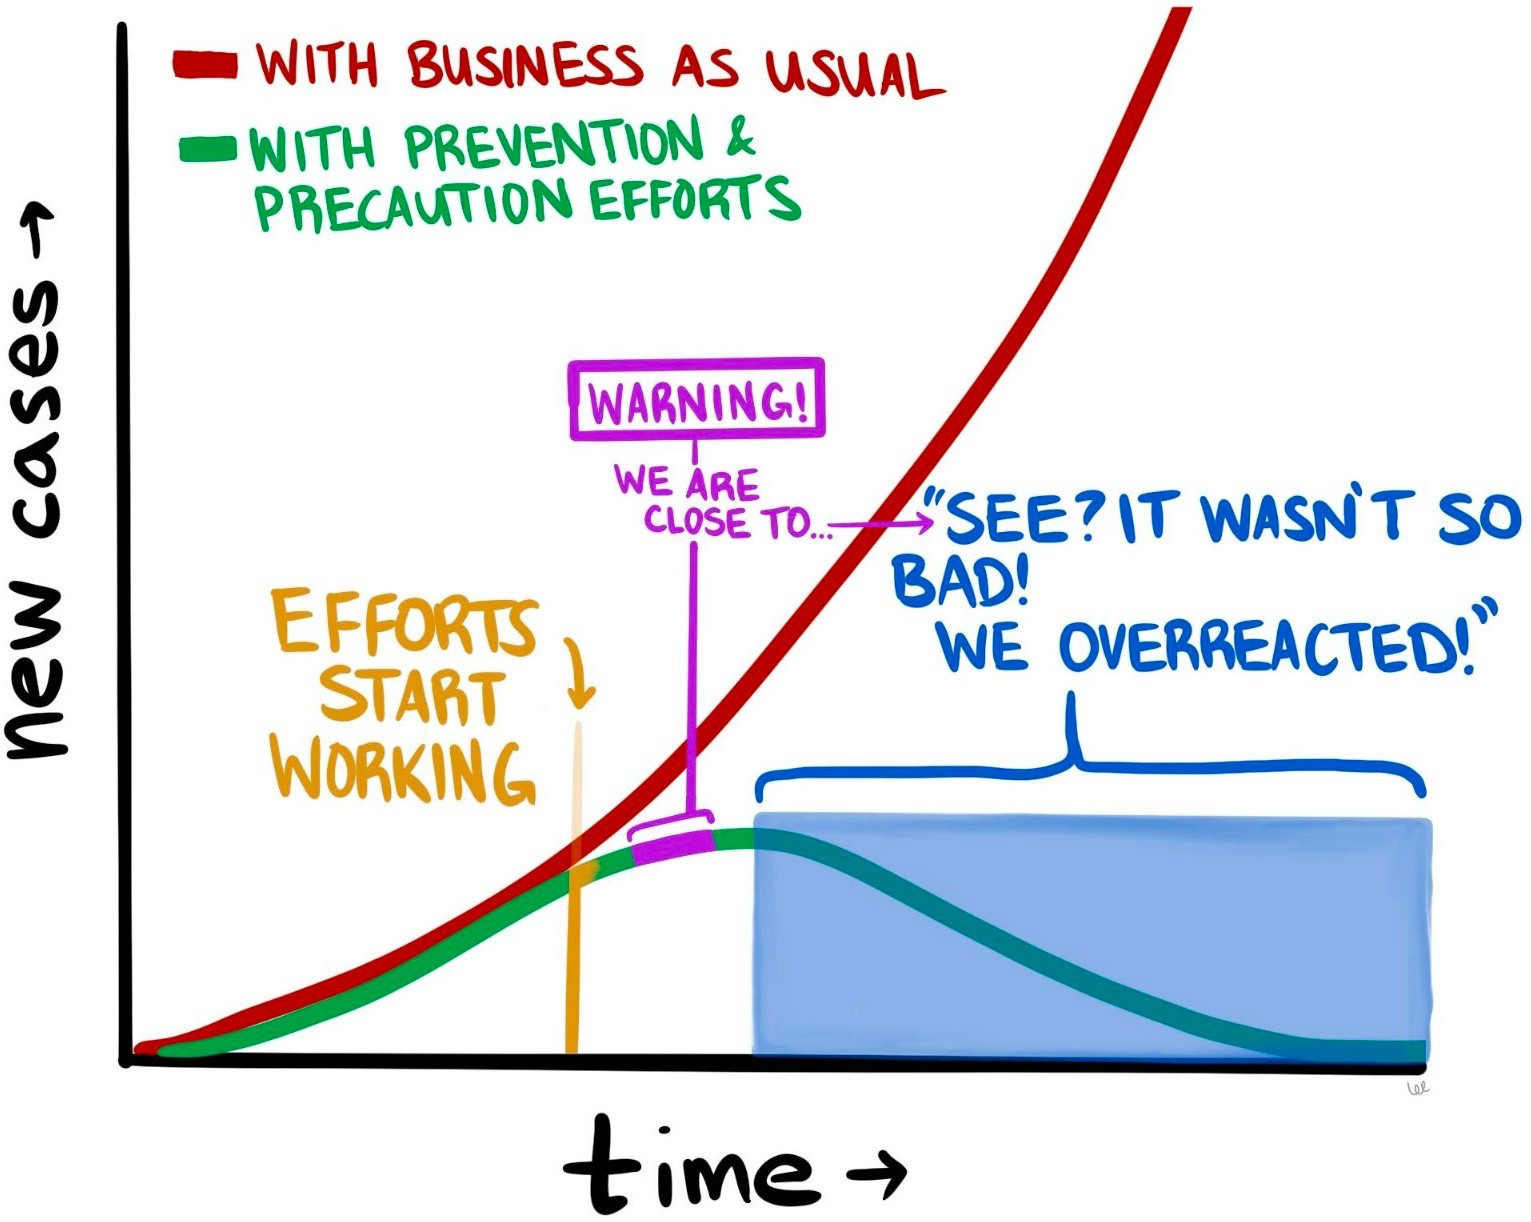 WITH BUSINESS AS USUAL
WITH PREVENTION &
PRECAUTION EFFORTS
new cases →
WARNING!
WE ARE
CLOSE TO...
"SEE? IT WASN'T SO
BAD!
WE OVERREACTED!"
EFFORTS
START
WORKING
time →
Lee